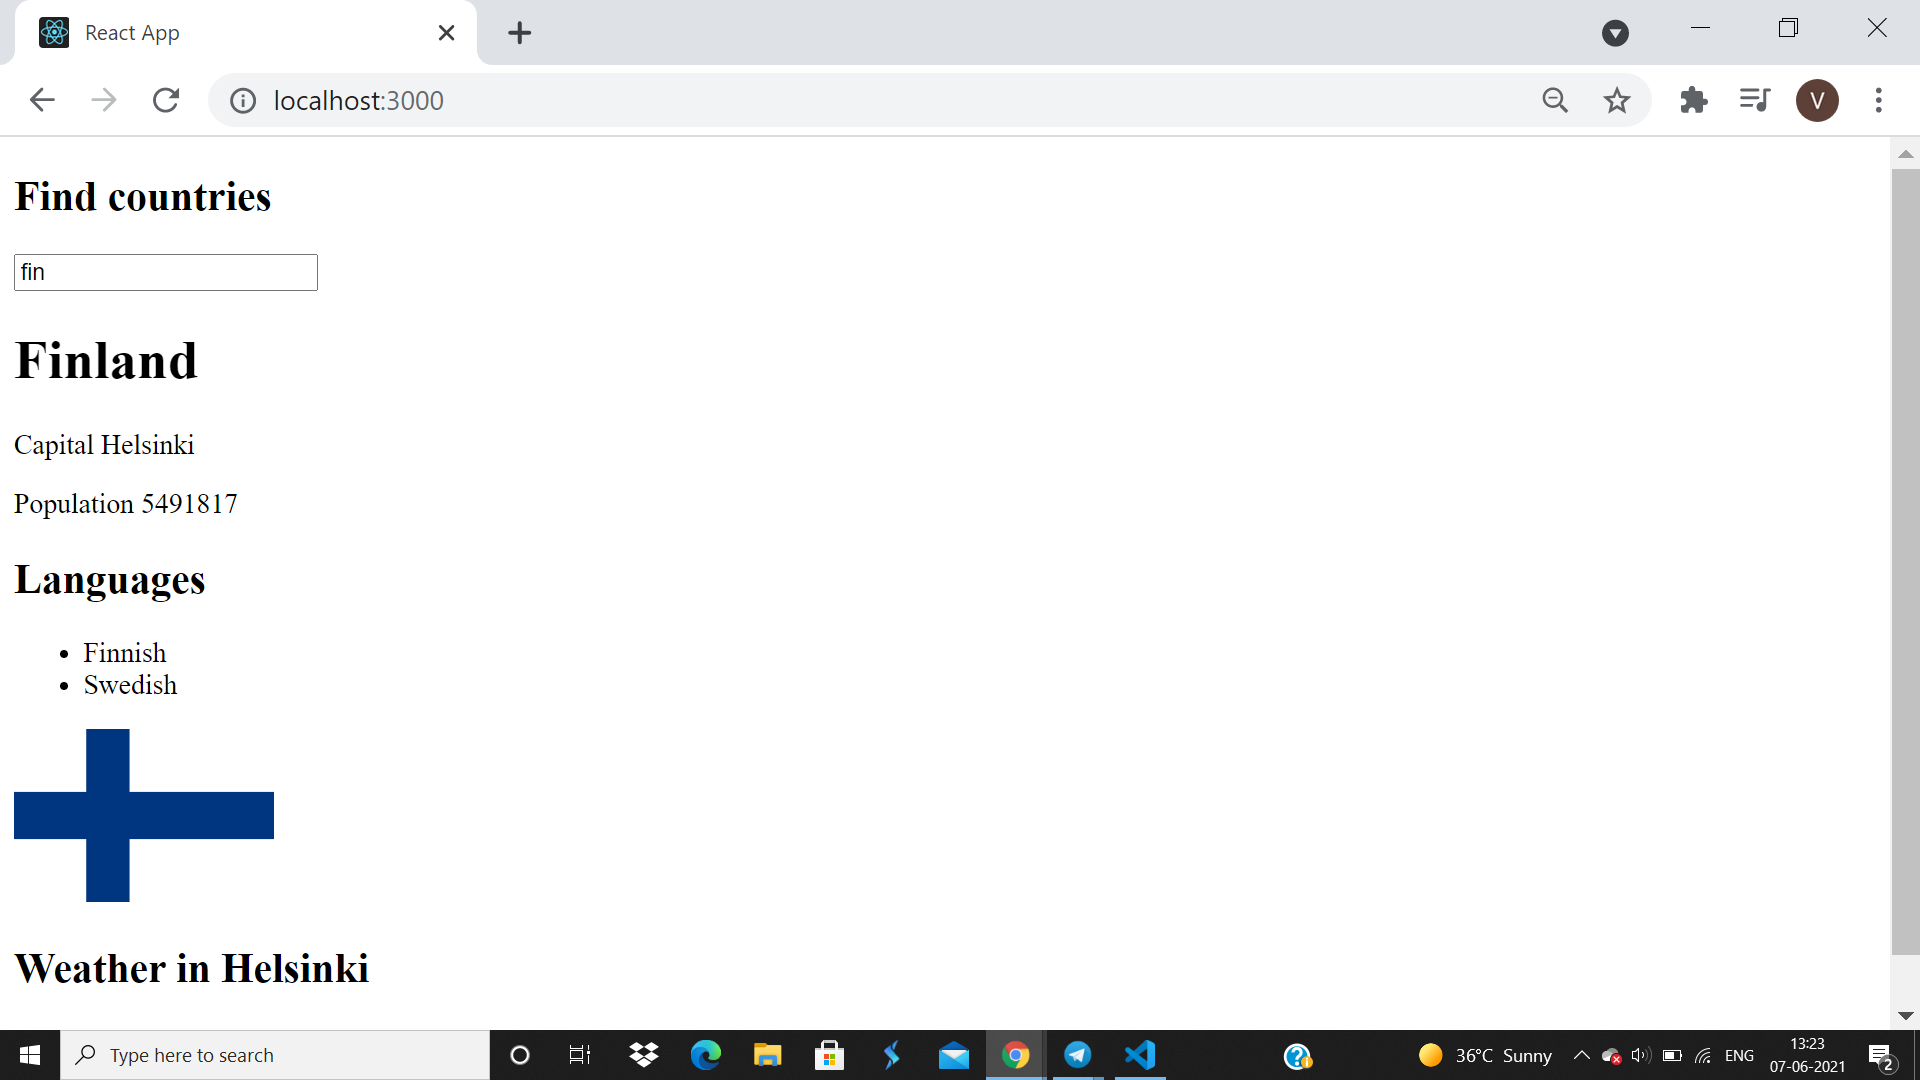 React App
localhost:3000
V
Find countries
fin
Finland
Capital Helsinki
Population 5491817
Languages
Finnish
Swedish
Weather in Helsinki
Type here to search
36°C Sunny
ENG
13:23
07-06-2021
2